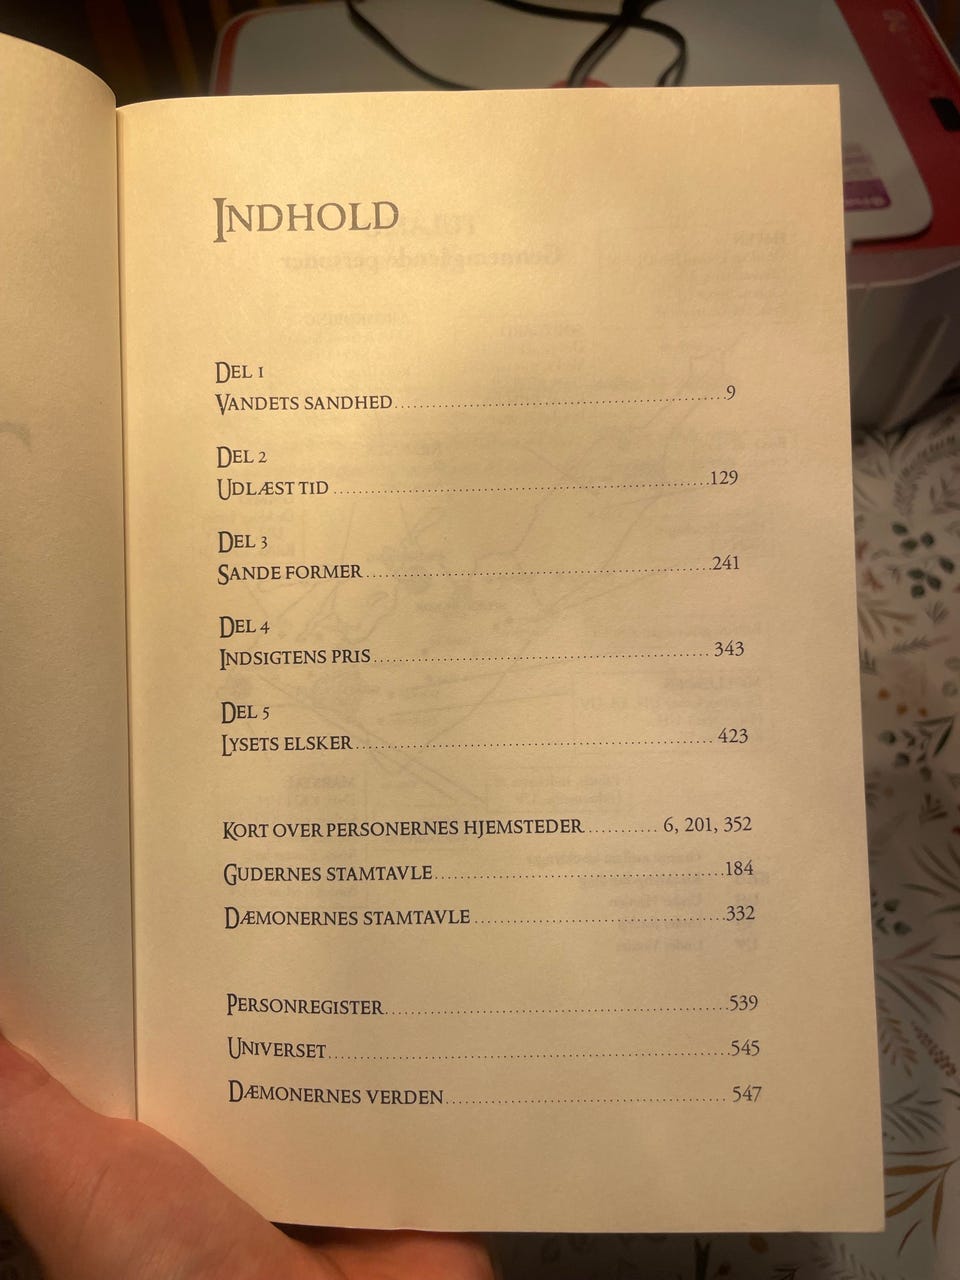 INDHOLD
DEL 1
VANDETS SANDHED 9
DEL 2
UDLÆST TID 129
DEL 3
SANDE FORMER 241
DEL 4
INDSIGTENS PRIS 343
DEL 5
LYSETS ELSKER 423
KORT OVER PERSONERNES HJEMSTEDER 6, 201, 352
GUDERNES STAMTAVLE 184
DÆMONERNES STAMTAVLE 332
PERSONREGISTER 539
UNIVERSET 545
DÆMONERNES VERDEN 547